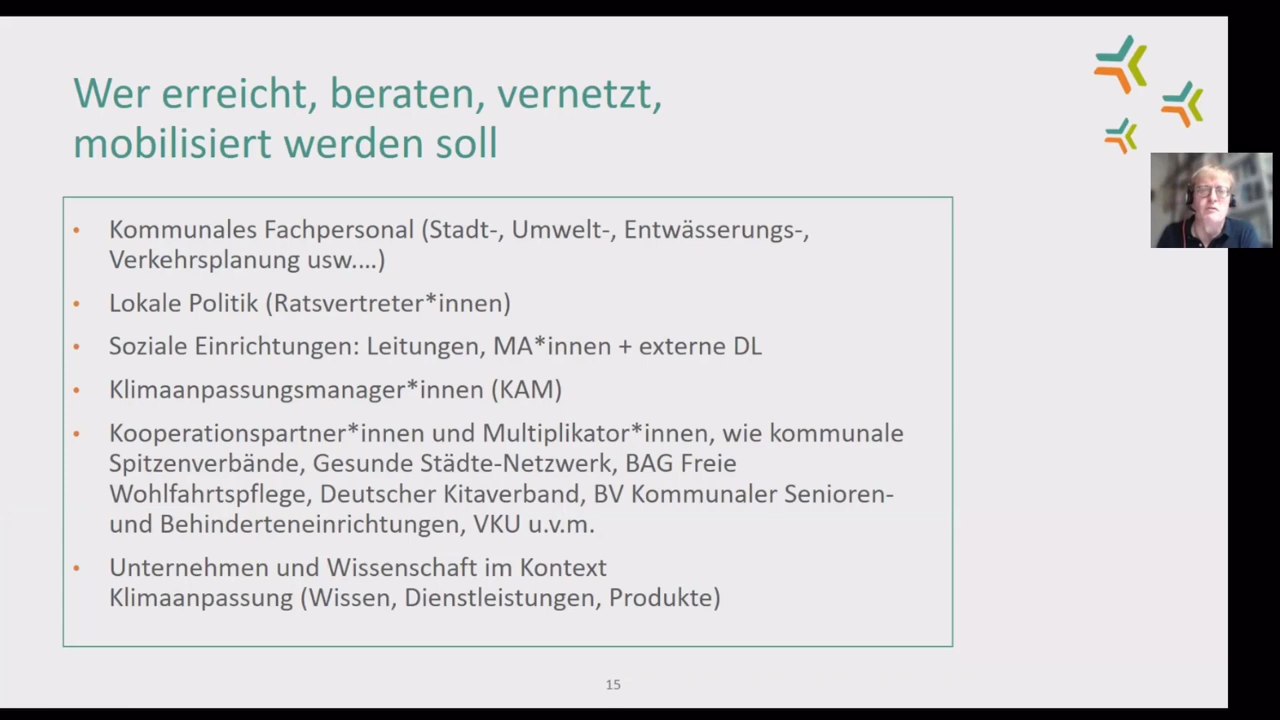 Wer erreicht, beraten, vernetzt,
mobilisiert werden soll
• Kommunales Fachpersonal (Stadt-, Umwelt-, Entwässerungs-,
Verkehrsplanung usw.…)
• Lokale Politik (Ratsvertreter*innen)
• Soziale Einrichtungen: Leitungen, MA*innen + externe DL
• Klimaanpassungsmanager*innen (KAM)
• Kooperationspartner*innen und Multiplikator*innen, wie kommunale
Spitzenverbände, Gesunde Städte-Netzwerk, BAG Freie
Wohlfahrtspflege, Deutscher Kitaverband, BV Kommunaler Senioren-
und Behinderteneinrichtungen, VKU u.v.m.
• Unternehmen und Wissenschaft im Kontext
Klimaanpassung (Wissen, Dienstleistungen, Produkte)
15